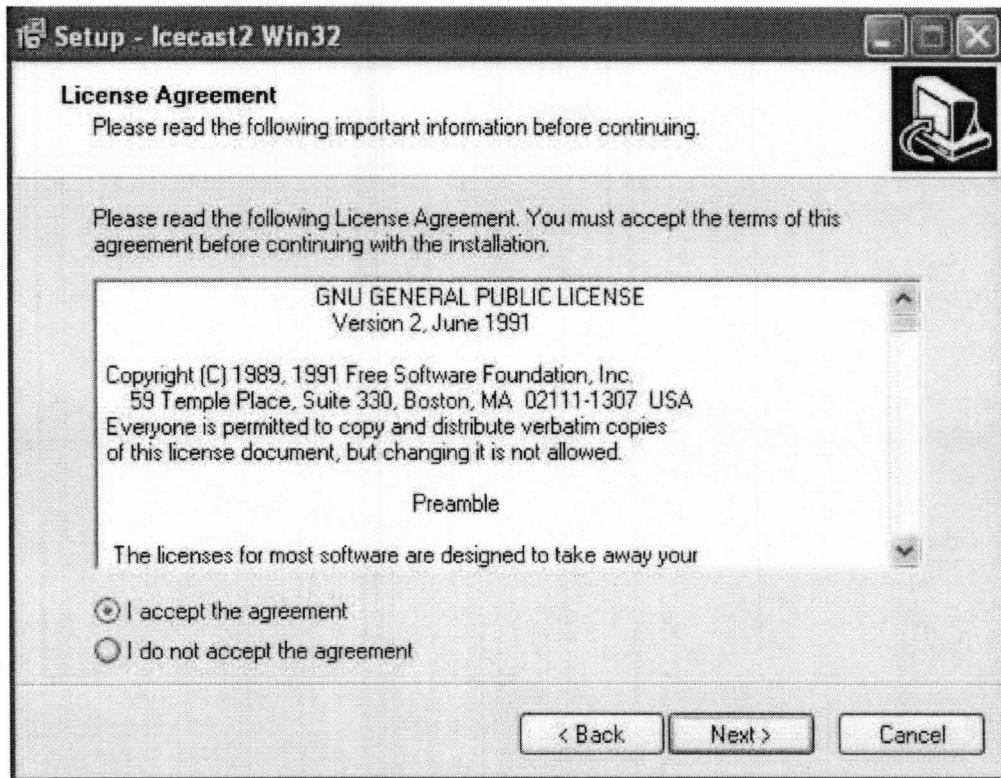 Setup - Icecast2 Win32
License Agreement
Please read the following important information before continuing.
Please read the following License Agreement. You must accept the terms of this
agreement before continuing with the installation.
GNU GENERAL PUBLIC LICENSE
Version 2, June 1991
Copyright (C) 1989, 1991 Free Software Foundation, Inc.
59 Temple Place, Suite 330, Boston, MA  02111-1307  USA
Everyone is permitted to copy and distribute verbatim copies
of this license document, but changing it is not allowed.
Preamble
The licenses for most software are designed to take away your
I accept the agreement
I do not accept the agreement
< Back
Next >
Cancel